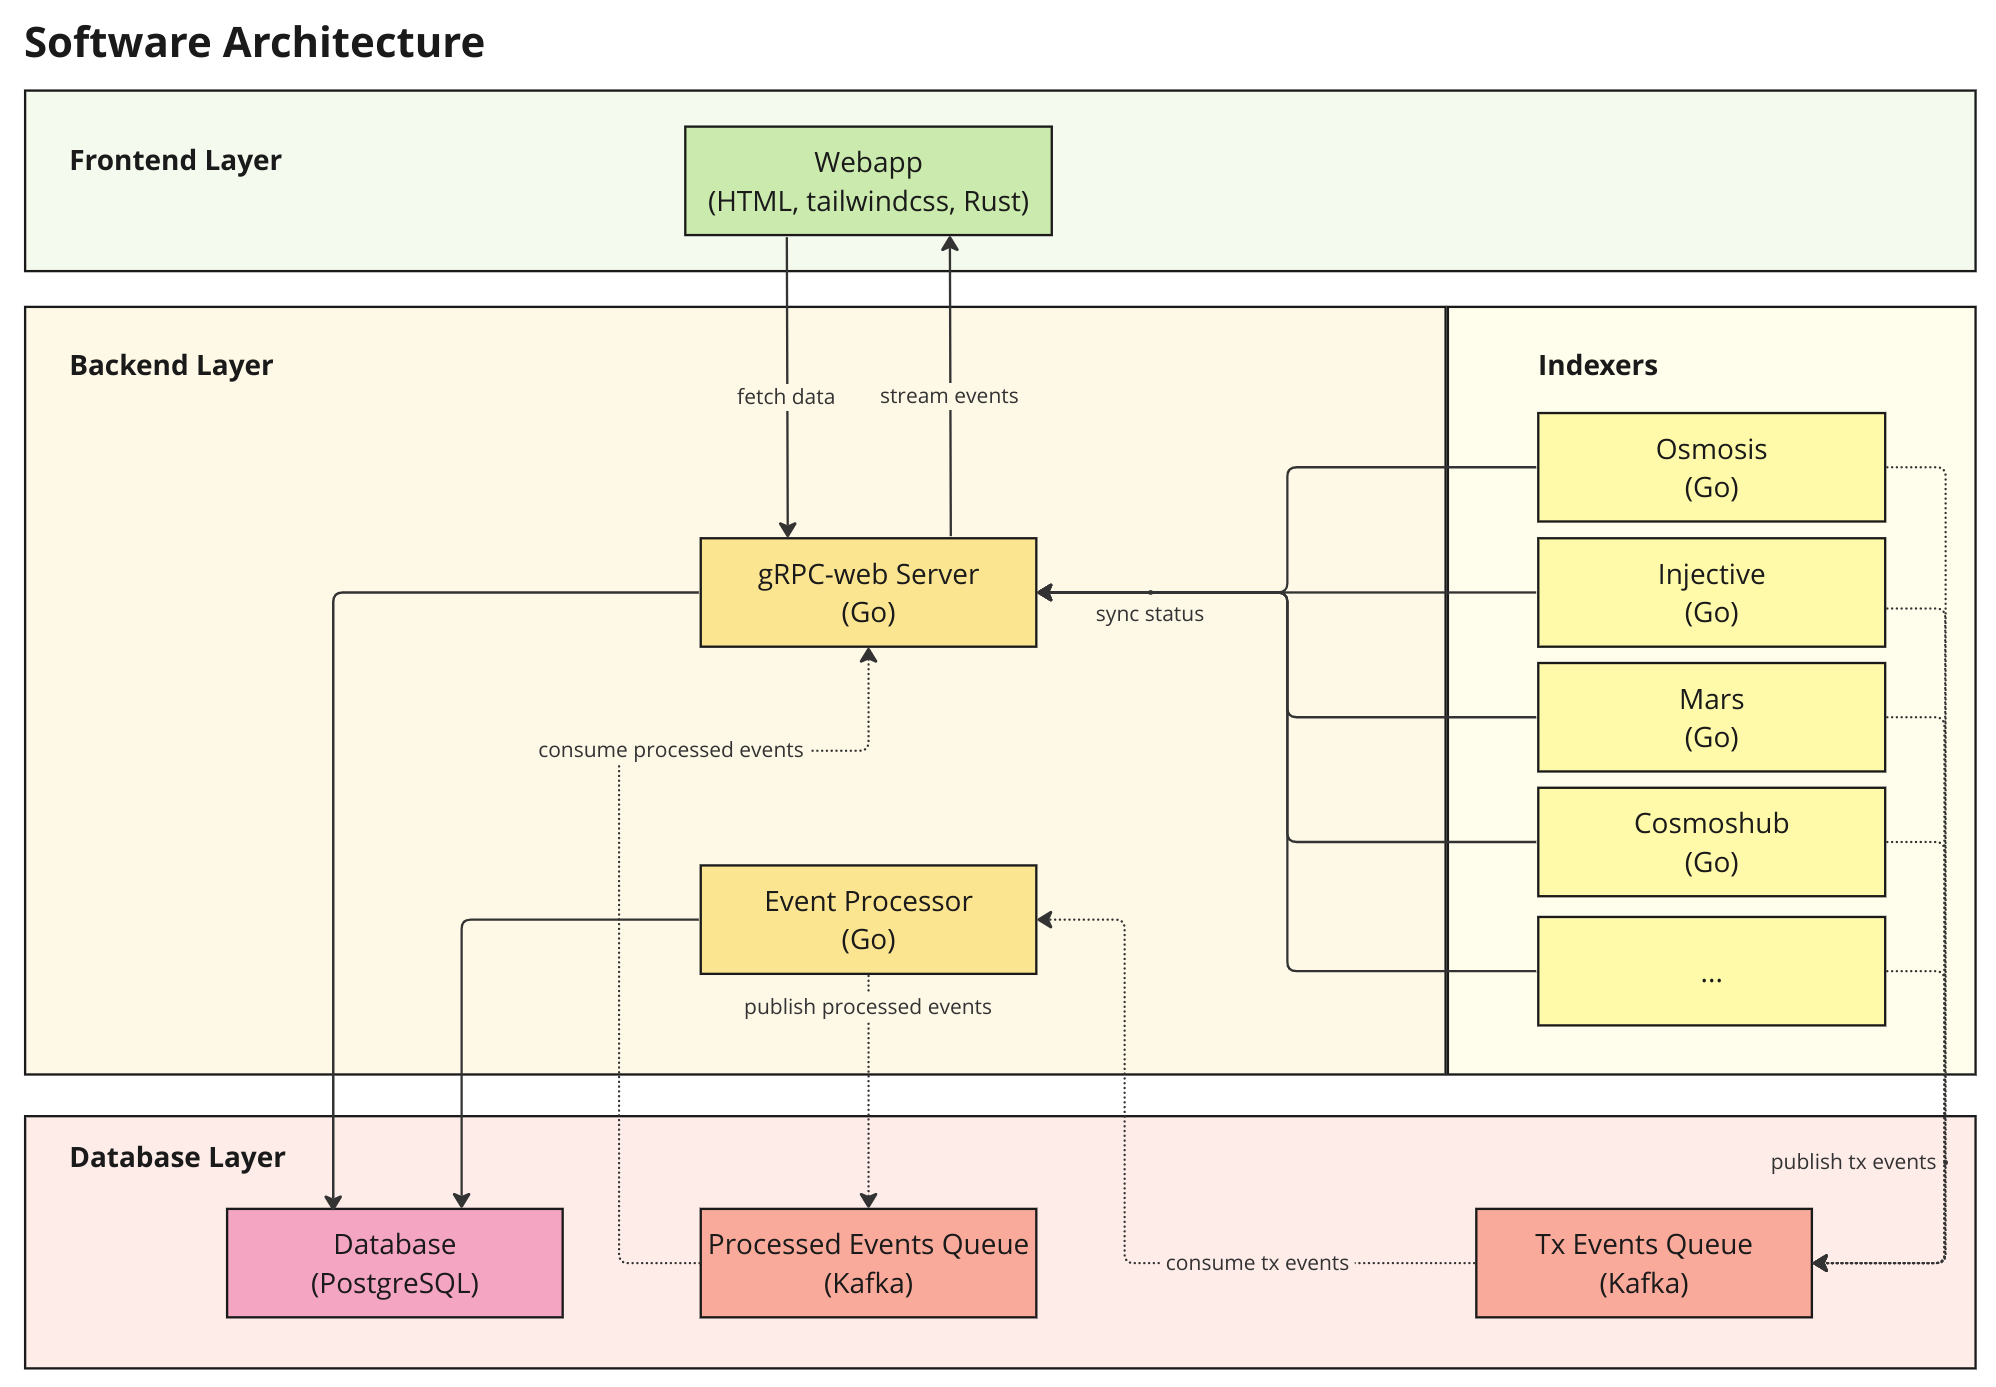 Software Architecture
Frontend Layer
Webapp
(HTML, tailwindcss, Rust)
Backend Layer
Indexers
fetch data
stream events
Osmosis
(Go)
gRPC-web Server
(Go)
sync status
Injective
(Go)
Mars
(Go)
consume processed events
Cosmoshub
(Go)
Event Processor
(Go)
...
publish processed events
Database Layer
publish tx events
Database
(PostgreSQL)
Processed Events Queue
(Kafka)
consume tx events
Tx Events Queue
(Kafka)